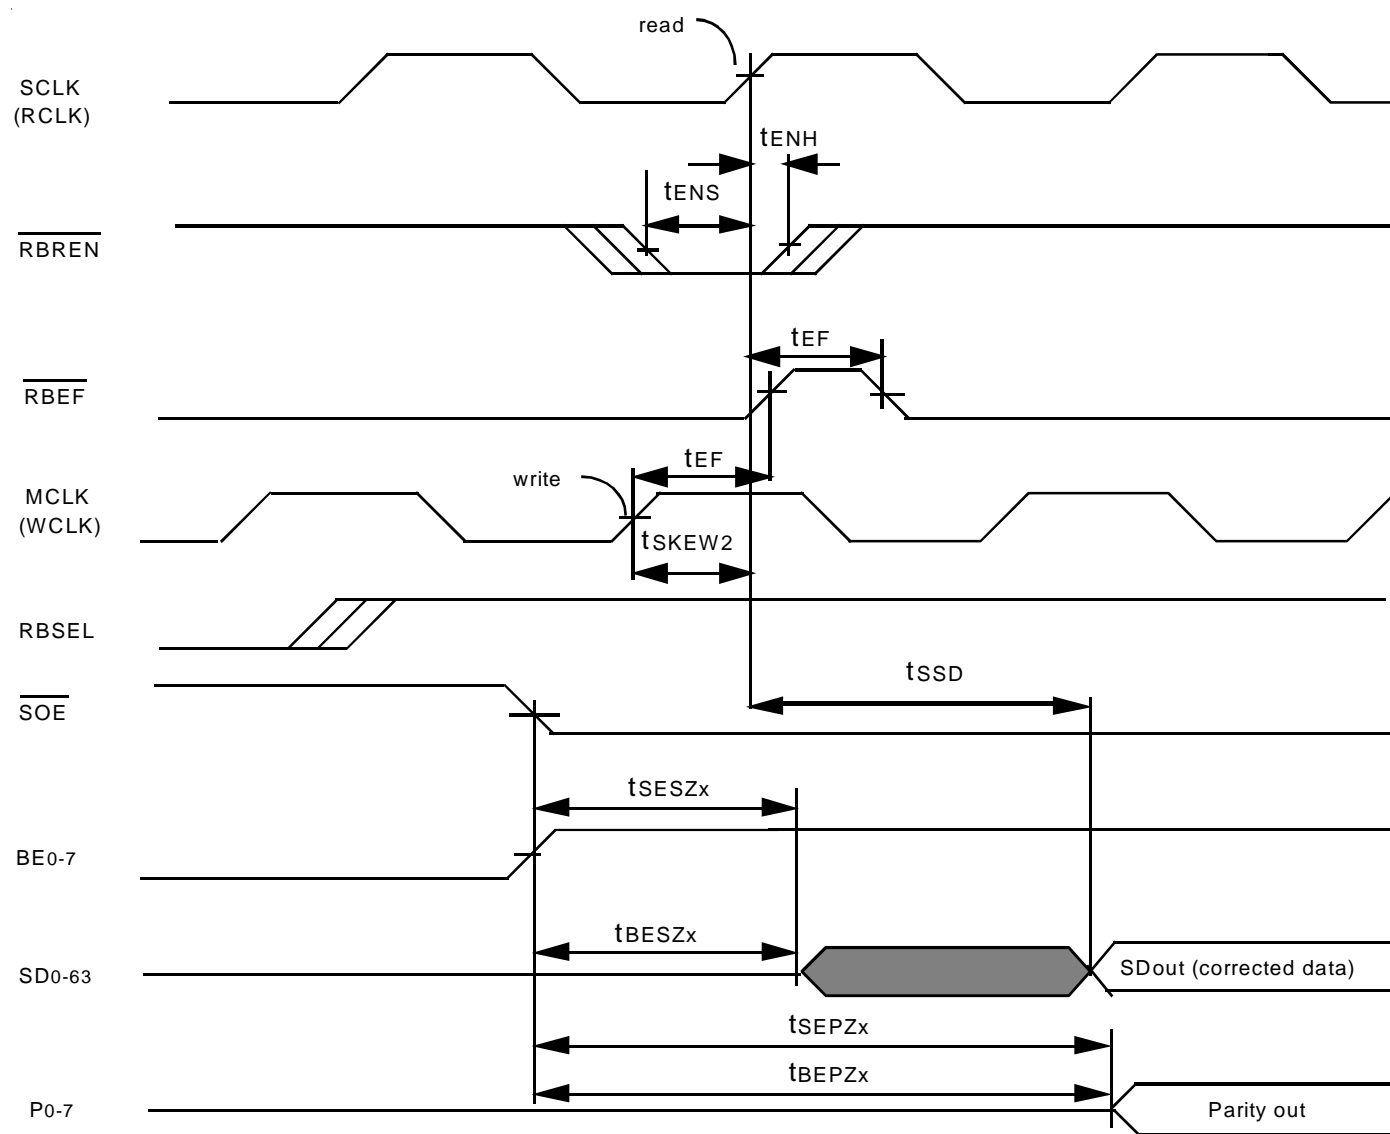 read
SCLK
(RCLK)
tENH
tENS
RBREN
tEF
RBEF
tEF
write
MCLK
(WCLK)
tSKEW2
RBSEL
tSSD
SOE
tSESZx
BE0-7
tBESZx
SD0-63
SDout (corrected data)
tSEPZx
tBEPZx
P0-7
Parity out